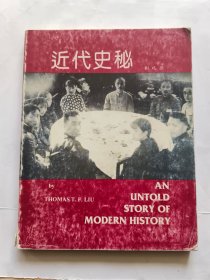 近代史秘
AN
UNTOLD
STORY OF
MODERN HISTORY
by
THOMAS T. F. LIU